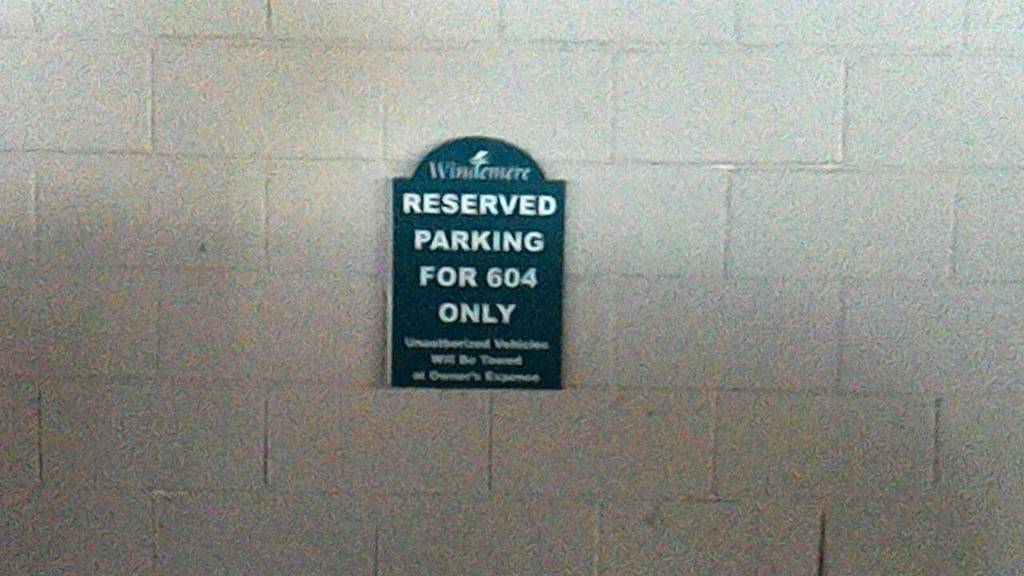 Windemere
RESERVED
PARKING
FOR 604
ONLY
Unauthorized Vehicles
Will Be Towed
at Owner's Expense